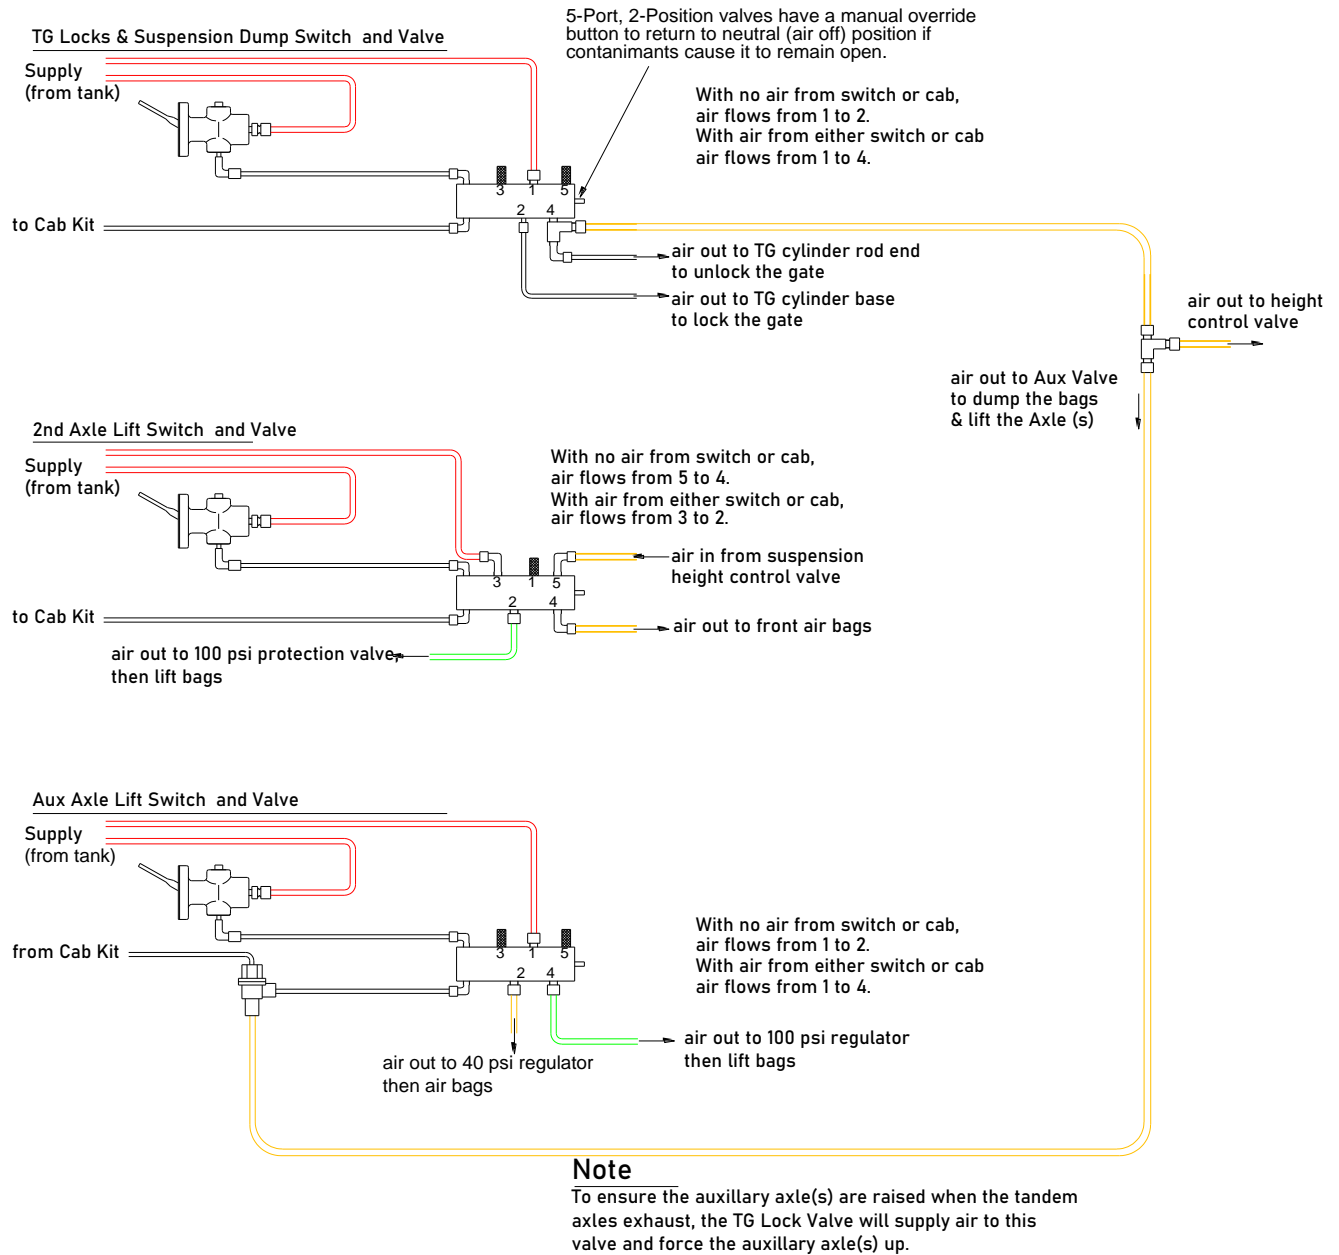 5-Port, 2-Position valves have a manual override
button to return to neutral (air off) position if
contanimants cause it to remain open.
TG Locks & Suspension Dump Switch and Valve
Supply
(from tank)
With no air from switch or cab,
air flows from 1 to 2.
With air from either switch or cab
air flows from 1 to 4.
3 1 5
2 4
to Cab Kit
air out to TG cylinder rod end
to unlock the gate
air out to TG cylinder base
to lock the gate
air out to height
control valve
air out to Aux Valve
to dump the bags
& lift the Axle (s)
2nd Axle Lift Switch and Valve
Supply
(from tank)
With no air from switch or cab,
air flows from 5 to 4.
With air from either switch or cab,
air flows from 3 to 2.
air in from suspension
height control valve
3 1 5
2 4
to Cab Kit
air out to front air bags
air out to 100 psi protection valve,
then lift bags
Aux Axle Lift Switch and Valve
Supply
(from tank)
With no air from switch or cab,
air flows from 1 to 2.
With air from either switch or cab
air flows from 1 to 4.
from Cab Kit
3 1 5
2 4
air out to 100 psi regulator
then lift bags
air out to 40 psi regulator
then air bags
Note
To ensure the auxillary axle(s) are raised when the tandem
axles exhaust, the TG Lock Valve will supply air to this
valve and force the auxillary axle(s) up.